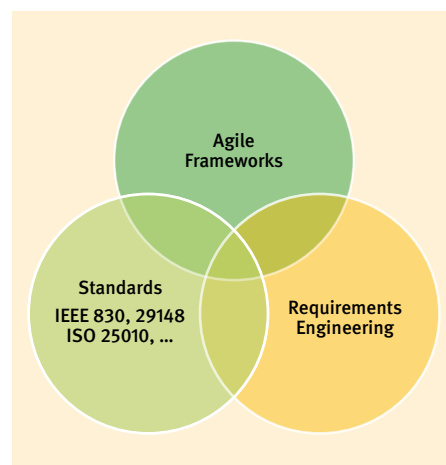 Agile
Frameworks
Standards
IEEE 830, 29148
ISO 25010, ...
Requirements
Engineering